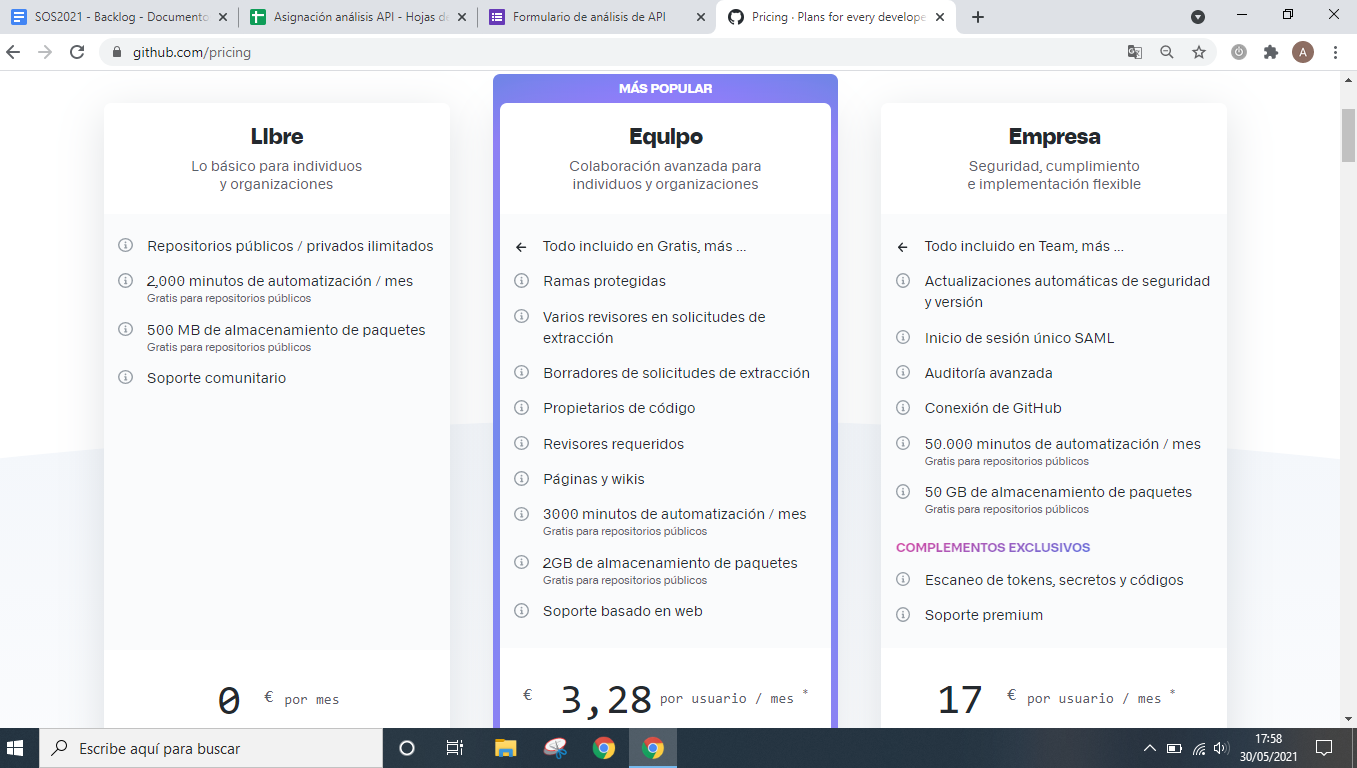 SOS2021 - Backlog - Documento
Asignación análisis API - Hojas de
Formulario de análisis de API
Pricing · Plans for every develope
github.com/pricing
A
MÁS POPULAR
LIbre
Lo básico para individuos
y organizaciones
Repositorios públicos / privados ilimitados
2,000 minutos de automatización / mes
Gratis para repositorios públicos
500 MB de almacenamiento de paquetes
Gratis para repositorios públicos
Soporte comunitario
0 € por mes
EquIpo
Colaboración avanzada para
individuos y organizaciones
Todo incluido en Gratis, más ...
Ramas protegidas
Varios revisores en solicitudes de
extracción
Borradores de solicitudes de extracción
Propietarios de código
Revisores requeridos
Páginas y wikis
3000 minutos de automatización / mes
Gratis para repositorios públicos
2GB de almacenamiento de paquetes
Gratis para repositorios públicos
Soporte basado en web
€ 3,28 por usuario / mes *
Empresa
Seguridad, cumplimiento
e implementación flexible
Todo incluido en Team, más ...
Actualizaciones automáticas de seguridad
y versión
Inicio de sesión único SAML
Auditoría avanzada
Conexión de GitHub
50.000 minutos de automatización / mes
Gratis para repositorios públicos
50 GB de almacenamiento de paquetes
Gratis para repositorios públicos
COMPLEMENTOS EXCLUSIVOS
Escaneo de tokens, secretos y códigos
Soporte premium
17 € por usuario / mes *
Escribe aquí para buscar
17:58
30/05/2021